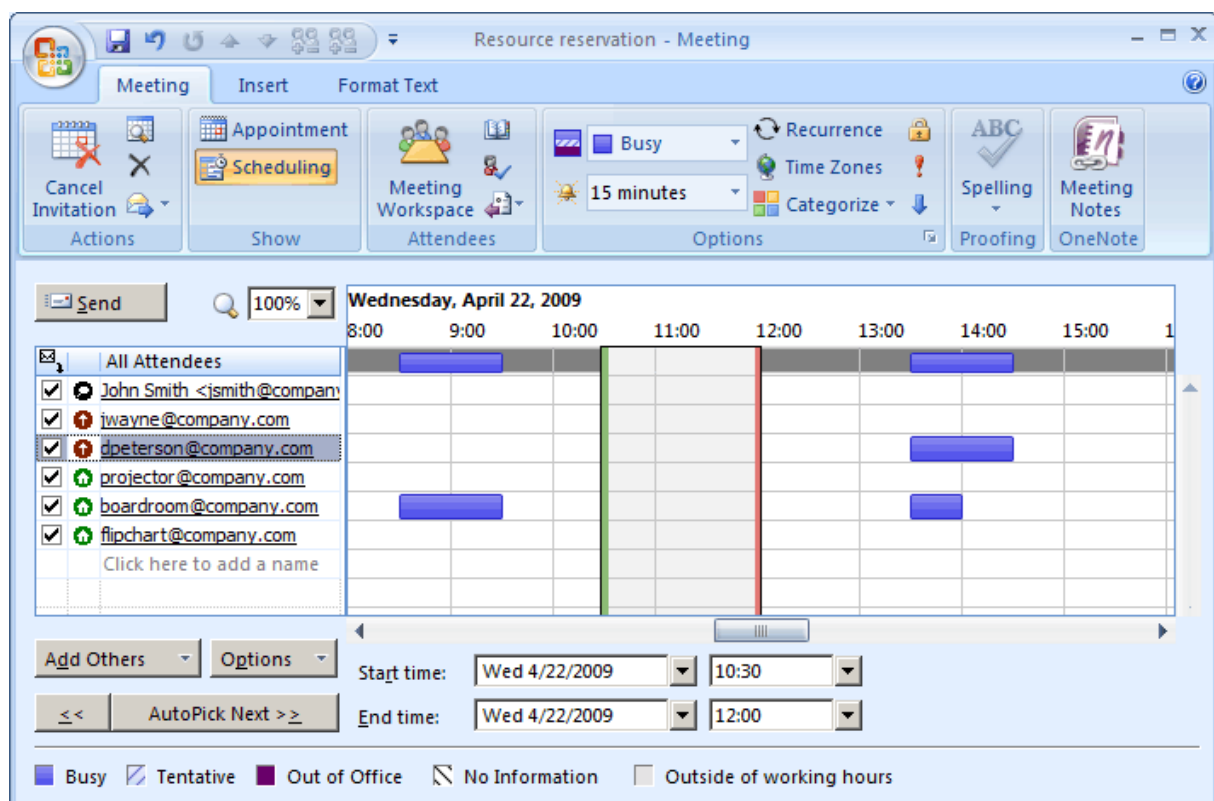 Resource reservation - Meeting
Meeting Insert Format Text
Cancel Invitation
Actions
Appointment
Scheduling
Show
Meeting Workspace
Attendees
Busy
15 minutes
Recurrence
Time Zones
Categorize
Options
ABC
Spelling
Proofing
Meeting Notes
OneNote
Send
100%
Wednesday, April 22, 2009
8:00 9:00 10:00 11:00 12:00 13:00 14:00 15:00 1
All Attendees
John Smith <jsmith@company
jwayne@company.com
dpeterson@company.com
projector@company.com
boardroom@company.com
flipchart@company.com
Click here to add a name
Add Others Options
<< AutoPick Next >>
Start time: Wed 4/22/2009 10:30
End time: Wed 4/22/2009 12:00
Busy Tentative Out of Office No Information Outside of working hours